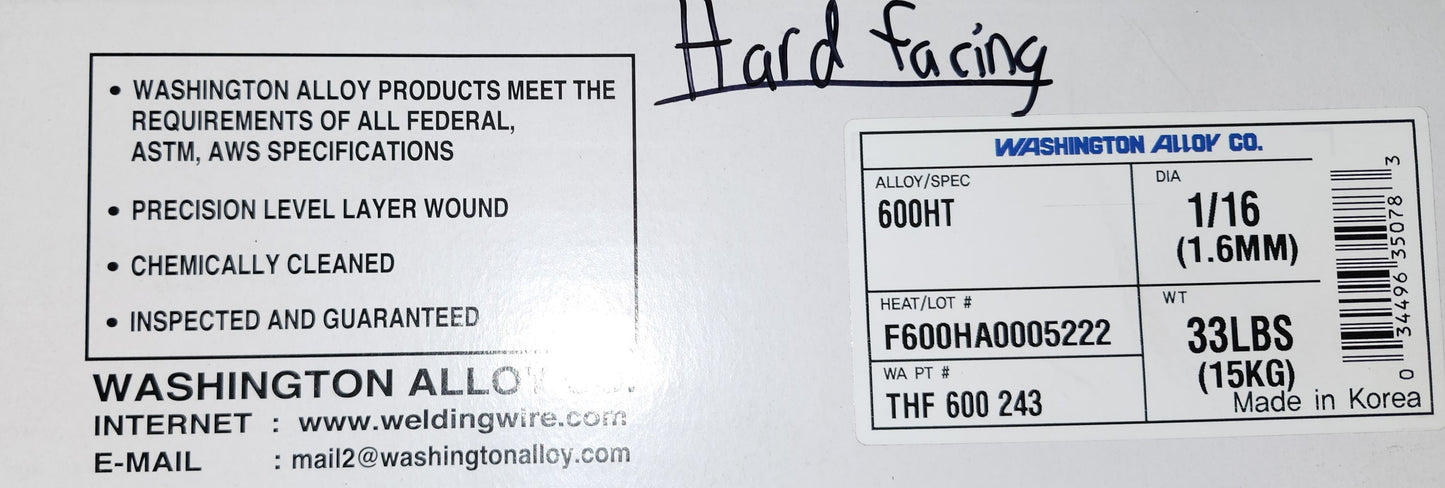 Hard facing
• WASHINGTON ALLOY PRODUCTS MEET THE
REQUIREMENTS OF ALL FEDERAL,
ASTM, AWS SPECIFICATIONS
• PRECISION LEVEL LAYER WOUND
• CHEMICALLY CLEANED
• INSPECTED AND GUARANTEED
WASHINGTON ALLOY CO.
INTERNET : www.weldingwire.com
E-MAIL : mail2@washingtonalloy.com
WASHINGTON ALLOY CO.
ALLOY/SPEC
600HT
DIA
1/16
(1.6MM)
HEAT/LOT #
F600HA0005222
WT
33LBS
(15KG)
WA PT #
THF 600 243
Made in Korea
0 34496 35078 3